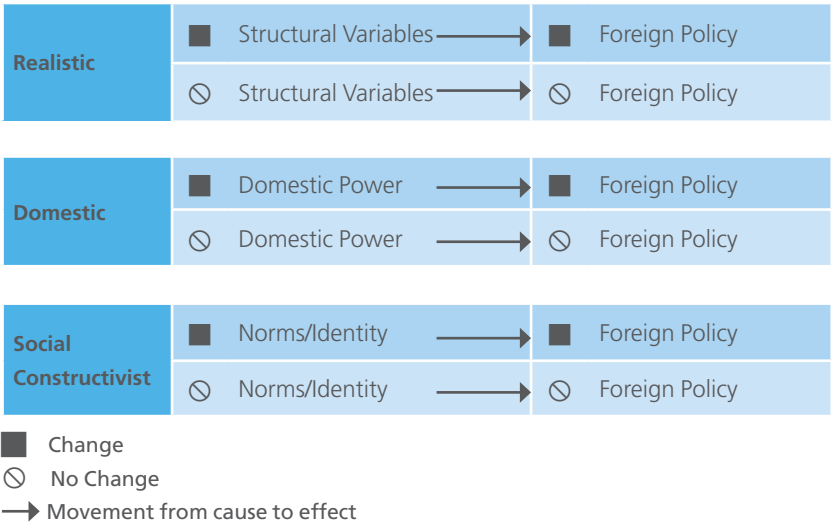 Realistic
Structural Variables Foreign Policy
Structural Variables Foreign Policy
Domestic
Domestic Power Foreign Policy
Domestic Power Foreign Policy
Social
Constructivist
Norms/Identity Foreign Policy
Norms/Identity Foreign Policy
Change
No Change
Movement from cause to effect